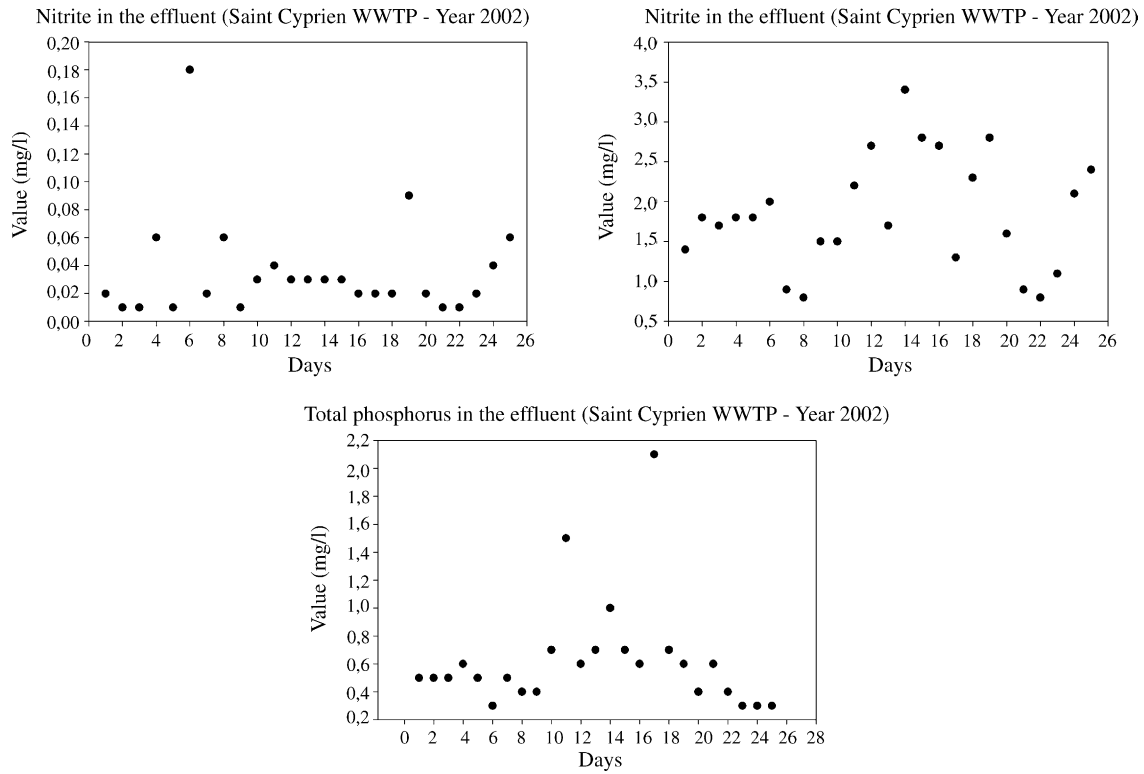 Nitrite in the effluent (Saint Cyprien WWTP - Year 2002)
0,20
0,18
0,16
0,14
0,12
0,10
0,08
0,06
0,04
0,02
0,00
Value (mg/l)
0 2 4 6 8 10 12 14 16 18 20 22 24 26
Days
Nitrite in the effluent (Saint Cyprien WWTP - Year 2002)
4,0
3,5
3,0
2,5
2,0
1,5
1,0
0,5
Value (mg/l)
0 2 4 6 8 10 12 14 16 18 20 22 24 26
Days
Total phosphorus in the effluent (Saint Cyprien WWTP - Year 2002)
2,2
2,0
1,8
1,6
1,4
1,2
1,0
0,8
0,6
0,4
0,2
Value (mg/l)
0 2 4 6 8 10 12 14 16 18 20 22 24 26 28
Days